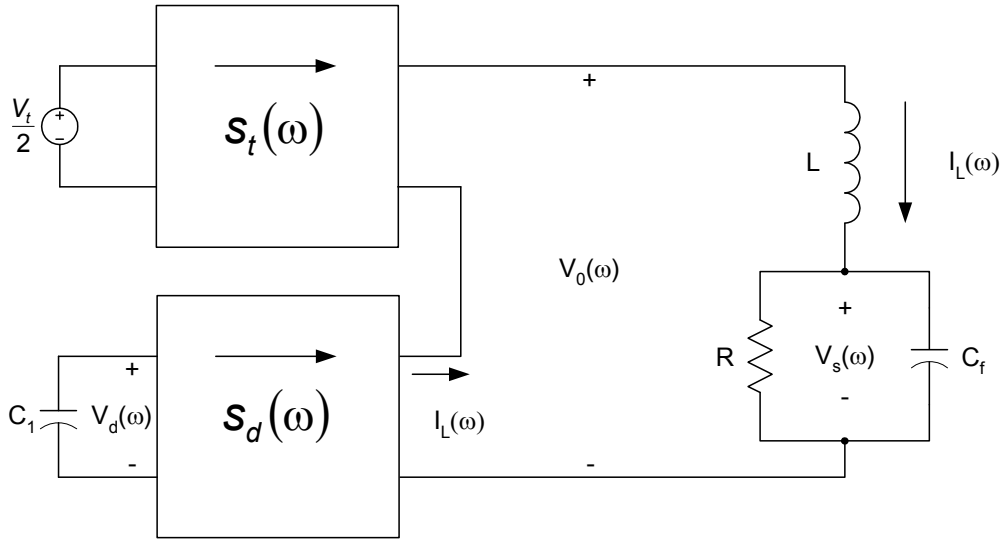 V_t/2
+
−
s_t(ω)
+
V_0(ω)
-
L
I_L(ω)
R
+
V_s(ω)
-
C_f
C_1
+
V_d(ω)
-
s_d(ω)
I_L(ω)